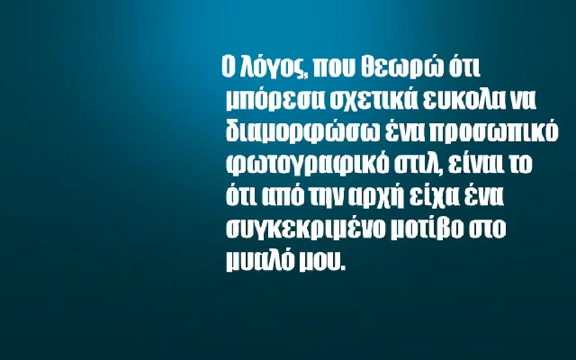 Ο λόγος, που θεωρώ ότι
μπόρεσα σχετικά ευκολα να
διαμορφώσω ένα προσωπικό
φωτογραφικό στιλ, είναι το
ότι από την αρχή είχα ένα
συγκεκριμένο μοτίβο στο
μυαλό μου.